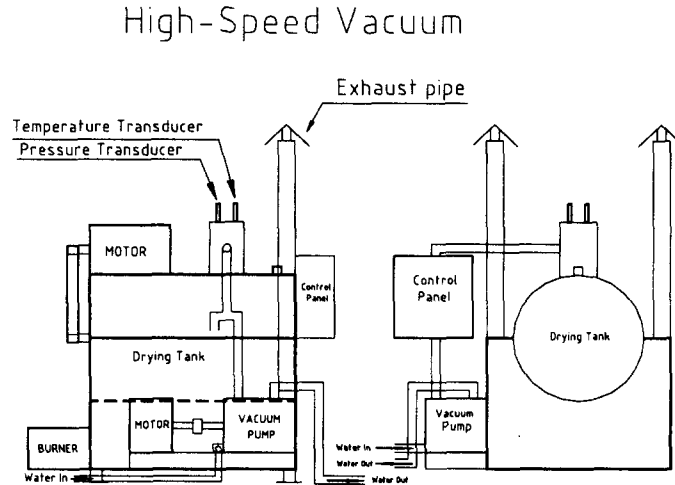 High-Speed Vacuum
Exhaust pipe
Temperature Transducer
Pressure Transducer
MOTOR
Control
Panel
Control
Panel
Drying Tank
Drying Tank
MOTOR
VACUUM
PUMP
Vacuum
Pump
BURNER
Water In
Water In
Water Out
Water Out